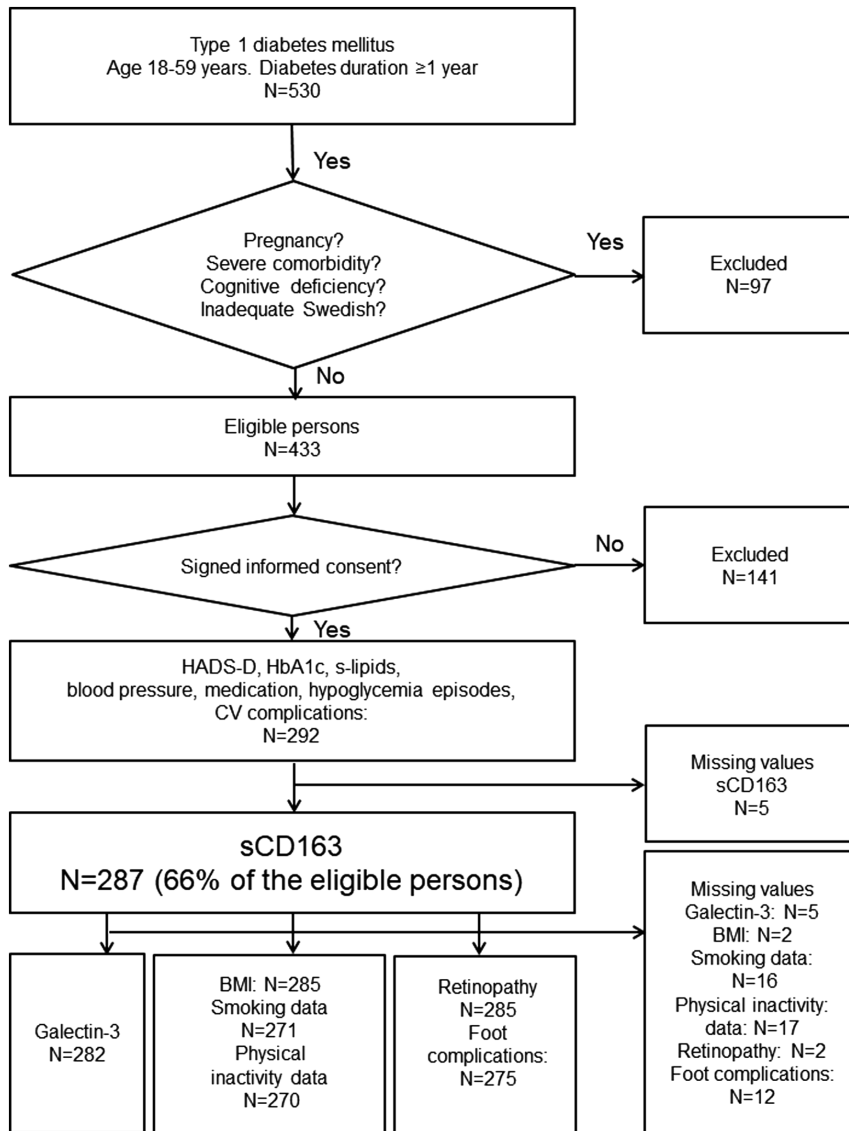 Type 1 diabetes mellitus
Age 18-59 years. Diabetes duration ≥1 year
N=530
Yes
Pregnancy?
Severe comorbidity?
Cognitive deficiency?
Inadequate Swedish?
Yes
Excluded
N=97
No
Eligible persons
N=433
Signed informed consent?
No
Excluded
N=141
Yes
HADS-D, HbA1c, s-lipids,
blood pressure, medication, hypoglycemia episodes,
CV complications:
N=292
Missing values
sCD163
N=5
sCD163
N=287 (66% of the eligible persons)
Missing values
Galectin-3: N=5
BMI: N=2
Smoking data:
N=16
Physical inactivity:
data: N=17
Retinopathy: N=2
Foot complications:
N=12
Galectin-3
N=282
BMI: N=285
Smoking data
N=271
Physical
inactivity data
N=270
Retinopathy
N=285
Foot
complications:
N=275